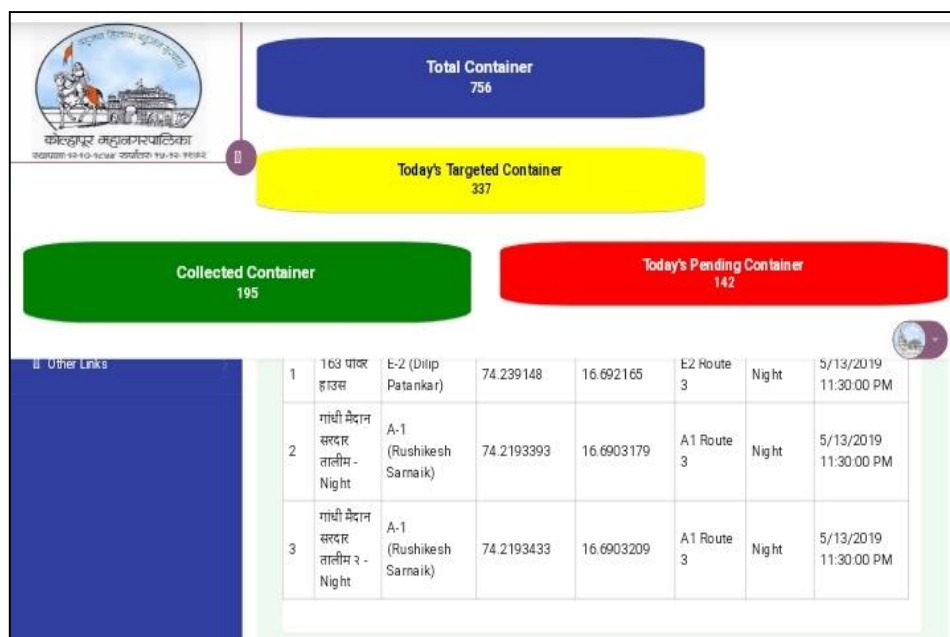 कोल्हापूर महानगरपालिका
Total Container
756
Today's Targeted Container
337
Collected Container
195
Today's Pending Container
142
Other Links
1
163 पॉवर
हाउस
E-2 (Dilip
Patankar)
74.239148
16.692165
E2 Route
3
Night
5/13/2019
11:30:00 PM
2
गांधी मैदान
सरदार
तालीम -
Night
A-1
(Rushikesh
Sarnaik)
74.2193393
16.6903179
A1 Route
3
Night
5/13/2019
11:30:00 PM
3
गांधी मैदान
सरदार
तालीम २ -
Night
A-1
(Rushikesh
Sarnaik)
74.2193433
16.6903209
A1 Route
3
Night
5/13/2019
11:30:00 PM